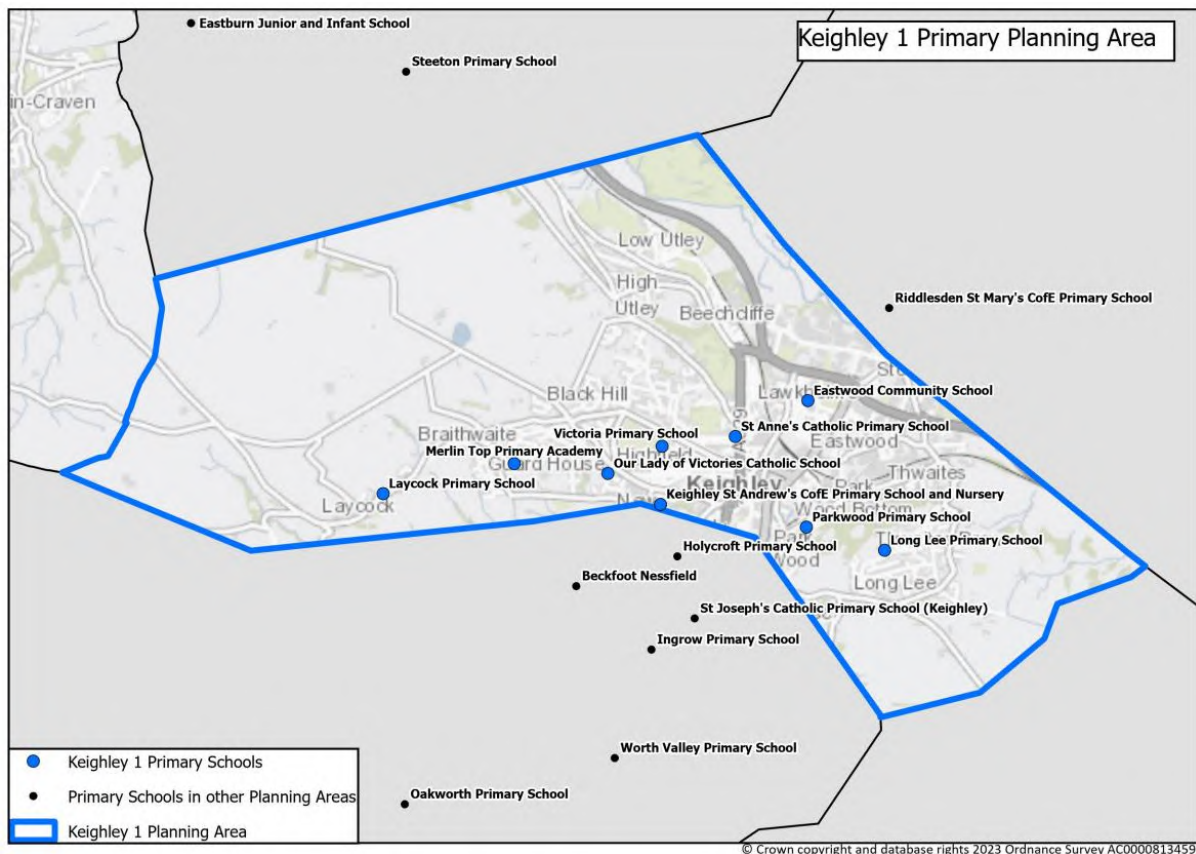 Eastburn Junior and Infant School
Keighley 1 Primary Planning Area
Steeton Primary School
in-Craven
Low Utley
High
Utley
Beechcliffe
Riddlesden St Mary's CofE Primary School
Eastwood Community School
Black Hill
St Anne's Catholic Primary School
Braithwaite
Victoria Primary School
Eastwood
Merlin Top Primary Academy
Highfield
Guard House
Our Lady of Victories Catholic School
Thwaites
Keighley
Laycock Primary School
Laycock
Keighley St Andrew's CofE Primary School and Nursery
Parkwood Primary School
Long Lee Primary School
Holycroft Primary School
Wood
Long Lee
Beckfoot Nessfield
St Joseph's Catholic Primary School (Keighley)
Ingrow Primary School
Worth Valley Primary School
Oakworth Primary School
Keighley 1 Primary Schools
Primary Schools in other Planning Areas
Keighley 1 Planning Area
© Crown copyright and database rights 2023 Ordnance Survey AC0000813459